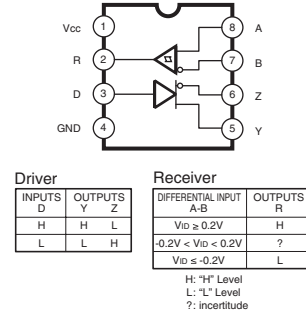 Vcc 1 8 A
R 2 7 B
D 3 6 Z
GND 4 5 Y
Driver
INPUTS OUTPUTS
D Y Z
H H L
L L H
Receiver
DIFFERENTIAL INPUT OUTPUTS
A-B R
VID ≥ 0.2V H
-0.2V < VID < 0.2V ?
VID ≤ -0.2V L
H: “H” Level
L: “L” Level
?: incertitude